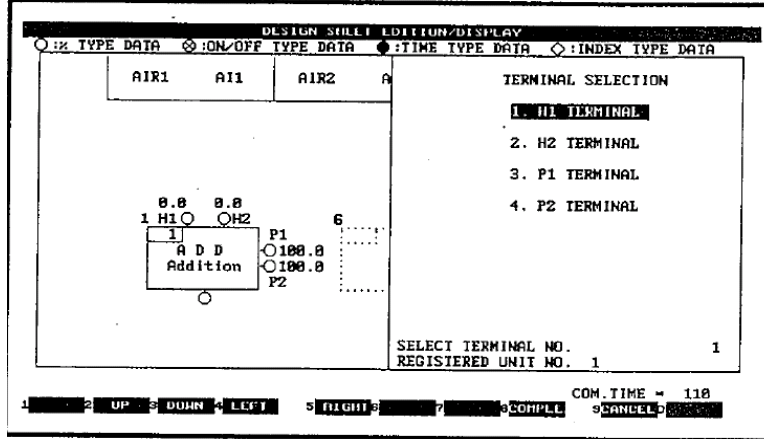 DESIGN SHEET EDITION/DISPLAY
:% TYPE DATA :ON/OFF TYPE DATA :TIME TYPE DATA :INDEX TYPE DATA
AIR1 AI1 AIR2 A
TERMINAL SELECTION
1. H1 TERMINAL
2. H2 TERMINAL
3. P1 TERMINAL
4. P2 TERMINAL
0.0 0.0
1 H1 H2 6
1 P1
A D D 100.0
Addition 100.0
P2
SELECT TERMINAL NO. 1
REGISTERED UNIT NO. 1
COM.TIME = 110
1 2 UP 3 DOWN 4 LEFT 5 RIGHT 6 7 8 COMPLE 9 CANCEL 0